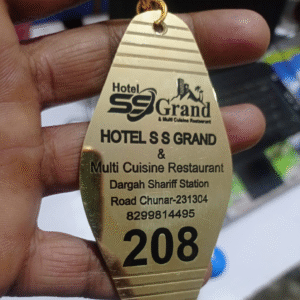 Hotel
SS Grand
& Multi Cuisine Restaurant
HOTEL S S GRAND
&
Multi Cuisine Restaurant
Dargah Shariff Station
Road Chunar-231304
8299814495
208